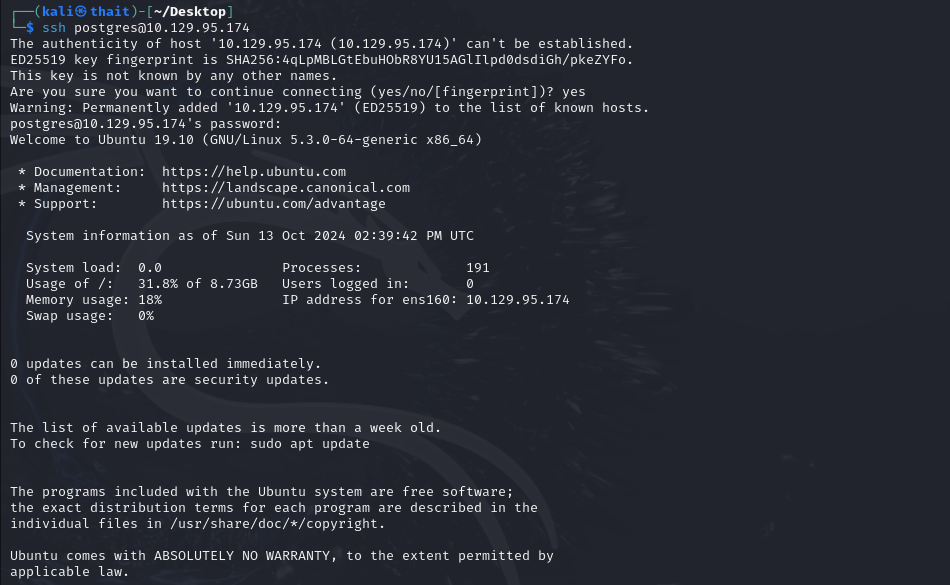 ┌──(kali㉿thait)-[~/Desktop]
└─$ ssh postgres@10.129.95.174
The authenticity of host '10.129.95.174 (10.129.95.174)' can't be established.
ED25519 key fingerprint is SHA256:4qLpMBLGtEbuHObR8YU15AGlIlpd0dsdiGh/pkeZYFo.
This key is not known by any other names.
Are you sure you want to continue connecting (yes/no/[fingerprint])? yes
Warning: Permanently added '10.129.95.174' (ED25519) to the list of known hosts.
postgres@10.129.95.174's password:
Welcome to Ubuntu 19.10 (GNU/Linux 5.3.0-64-generic x86_64)

 * Documentation:  https://help.ubuntu.com
 * Management:     https://landscape.canonical.com
 * Support:        https://ubuntu.com/advantage

  System information as of Sun 13 Oct 2024 02:39:42 PM UTC

  System load:  0.0               Processes:             191
  Usage of /:   31.8% of 8.73GB   Users logged in:       0
  Memory usage: 18%               IP address for ens160: 10.129.95.174
  Swap usage:   0%

0 updates can be installed immediately.
0 of these updates are security updates.

The list of available updates is more than a week old.
To check for new updates run: sudo apt update

The programs included with the Ubuntu system are free software;
the exact distribution terms for each program are described in the
individual files in /usr/share/doc/*/copyright.

Ubuntu comes with ABSOLUTELY NO WARRANTY, to the extent permitted by
applicable law.